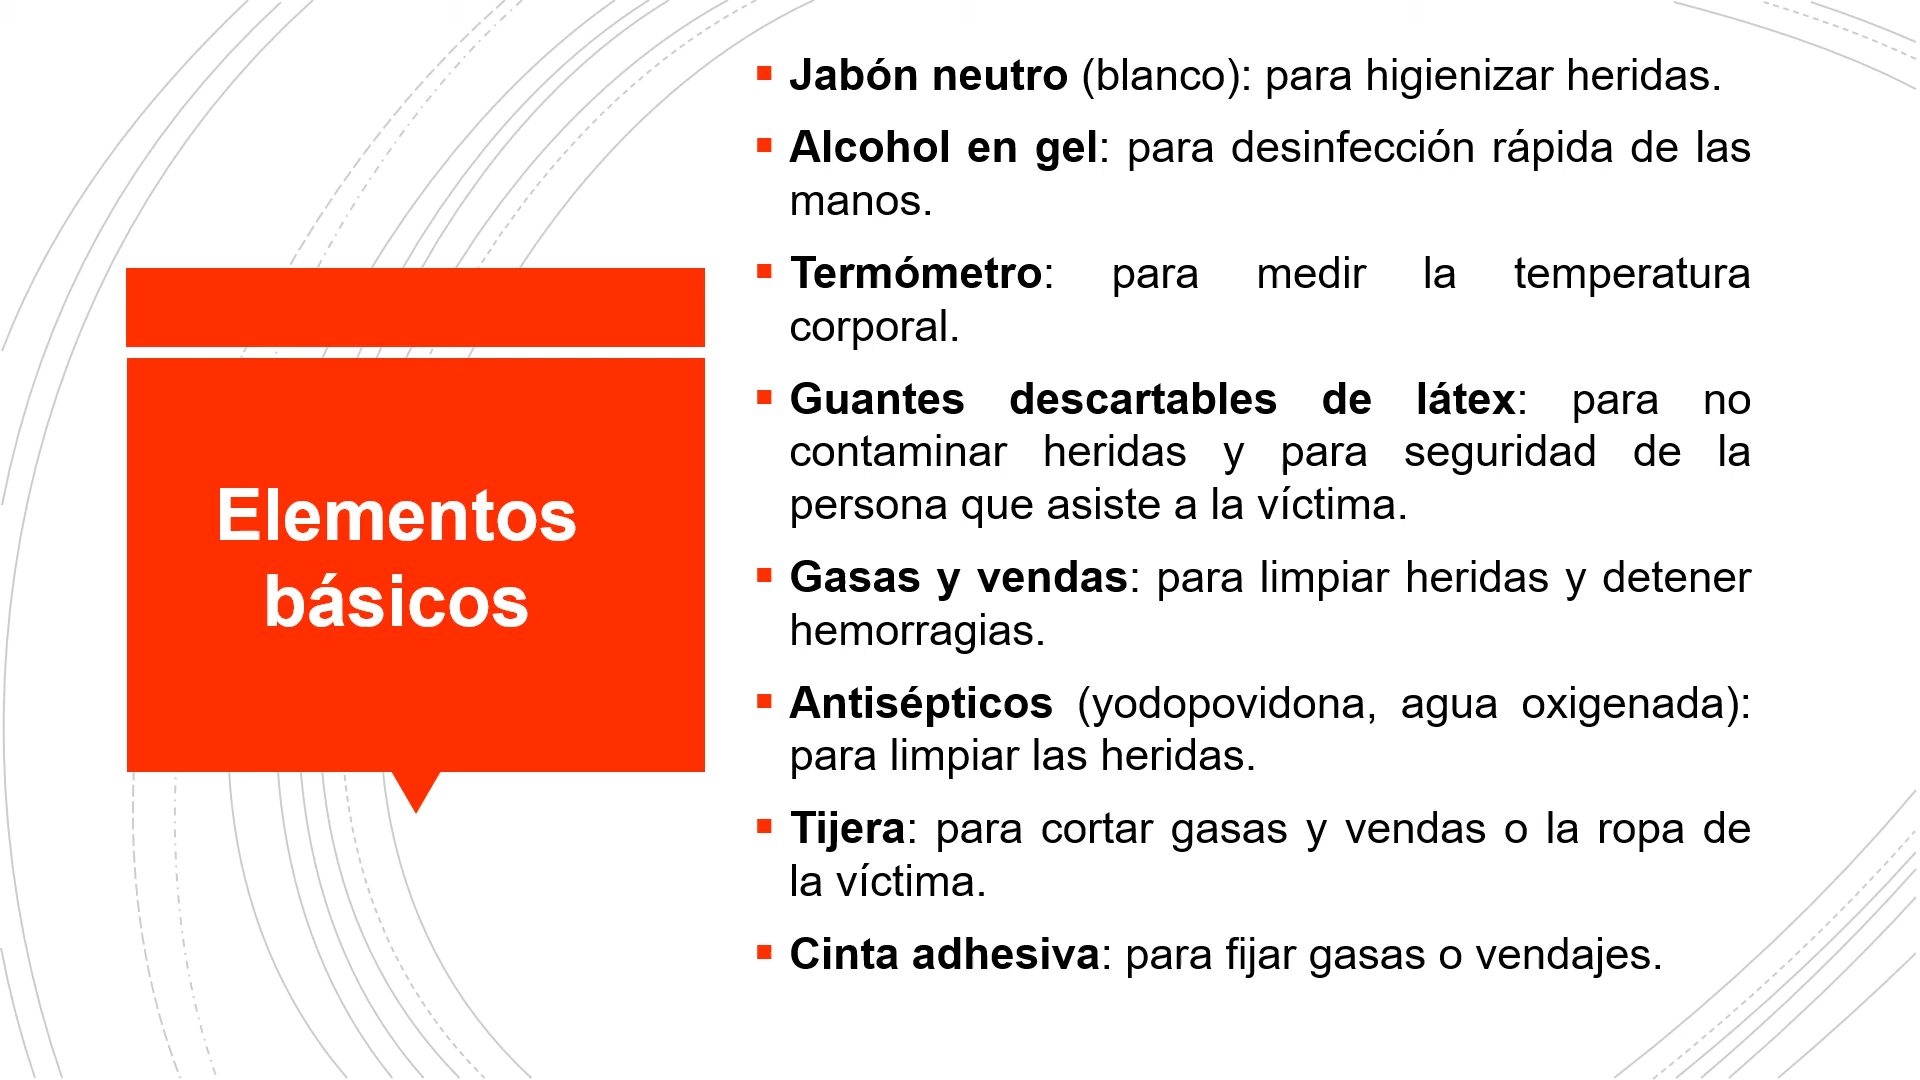 Elementos
básicos
Jabón neutro (blanco): para higienizar heridas.
Alcohol en gel: para desinfección rápida de las
manos.
Termómetro: para medir la temperatura
corporal.
Guantes descartables de látex: para no
contaminar heridas y para seguridad de la
persona que asiste a la víctima.
Gasas y vendas: para limpiar heridas y detener
hemorragias.
Antisépticos (yodopovidona, agua oxigenada):
para limpiar las heridas.
Tijera: para cortar gasas y vendas o la ropa de
la víctima.
Cinta adhesiva: para fijar gasas o vendajes.